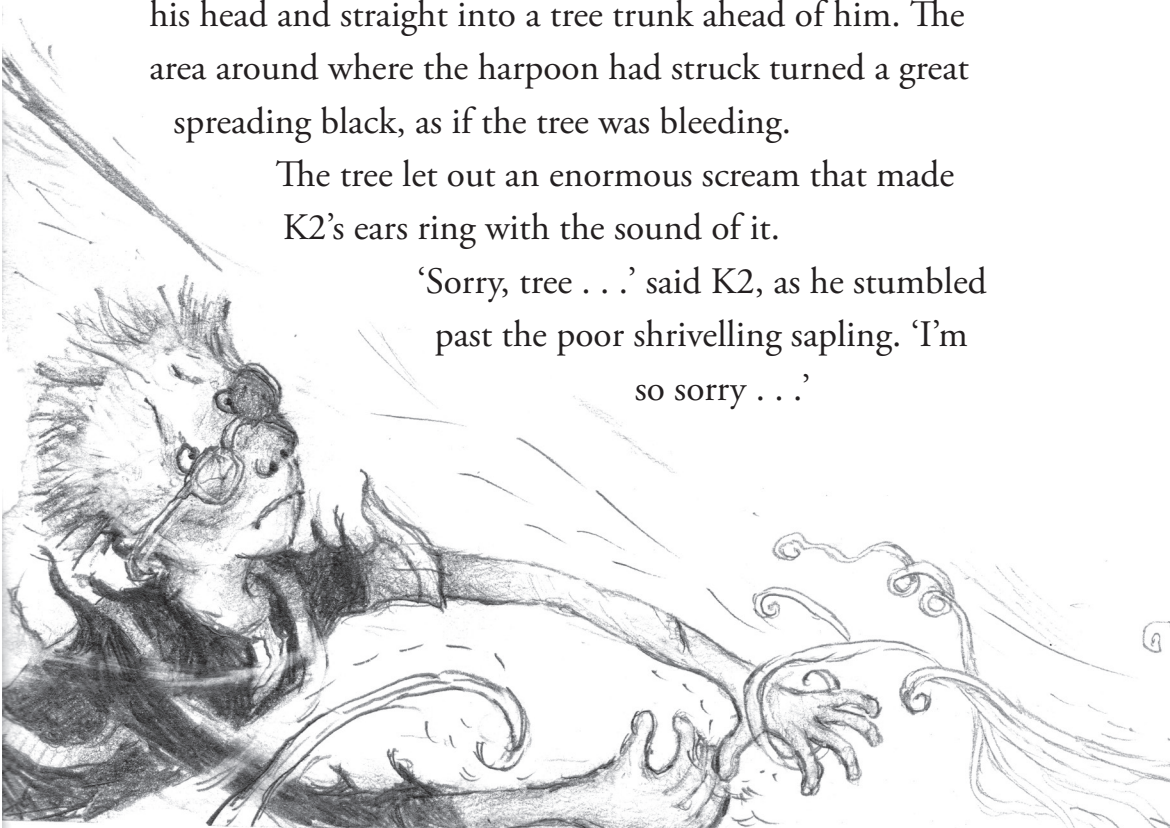 his head and straight into a tree trunk ahead of him. The
area around where the harpoon had struck turned a great
spreading black, as if the tree was bleeding.
The tree let out an enormous scream that made
K2’s ears ring with the sound of it.
‘Sorry, tree . . .’ said K2, as he stumbled
past the poor shrivelling sapling. ‘I’m
so sorry . . .’